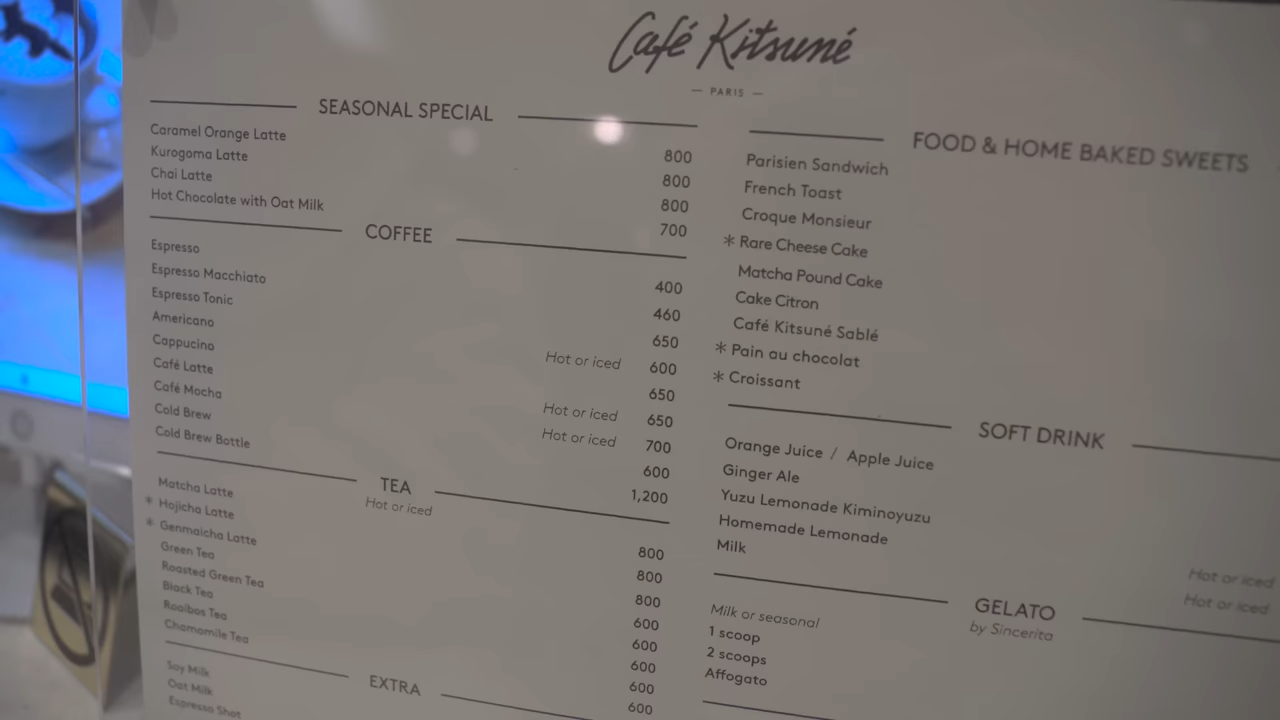 Café Kitsuné
— PARIS —
SEASONAL SPECIAL
Caramel Orange Latte 800
Kurogoma Latte 800
Chai Latte 800
Hot Chocolate with Oat Milk 700
COFFEE
Espresso 400
Espresso Macchiato 460
Espresso Tonic 650
Americano Hot or iced 600
Cappucino 650
Café Latte Hot or iced 650
Café Mocha Hot or iced 700
Cold Brew 600
Cold Brew Bottle 1,200
TEA
Hot or iced
Matcha Latte 800
* Hojicha Latte 800
* Genmaicha Latte 800
Green Tea 600
Roasted Green Tea 600
Black Tea 600
Rooibos Tea 600
Chamomile Tea 600
EXTRA
Soy Milk
Oat Milk
Espresso Shot
FOOD & HOME BAKED SWEETS
Parisien Sandwich
French Toast
Croque Monsieur
* Rare Cheese Cake
Matcha Pound Cake
Cake Citron
Café Kitsuné Sablé
* Pain au chocolat
* Croissant
SOFT DRINK
Orange Juice / Apple Juice
Ginger Ale
Yuzu Lemonade Kiminoyuzu
Homemade Lemonade Hot or iced
Milk Hot or iced
GELATO
by Sincerita
Milk or seasonal
1 scoop
2 scoops
Affogato